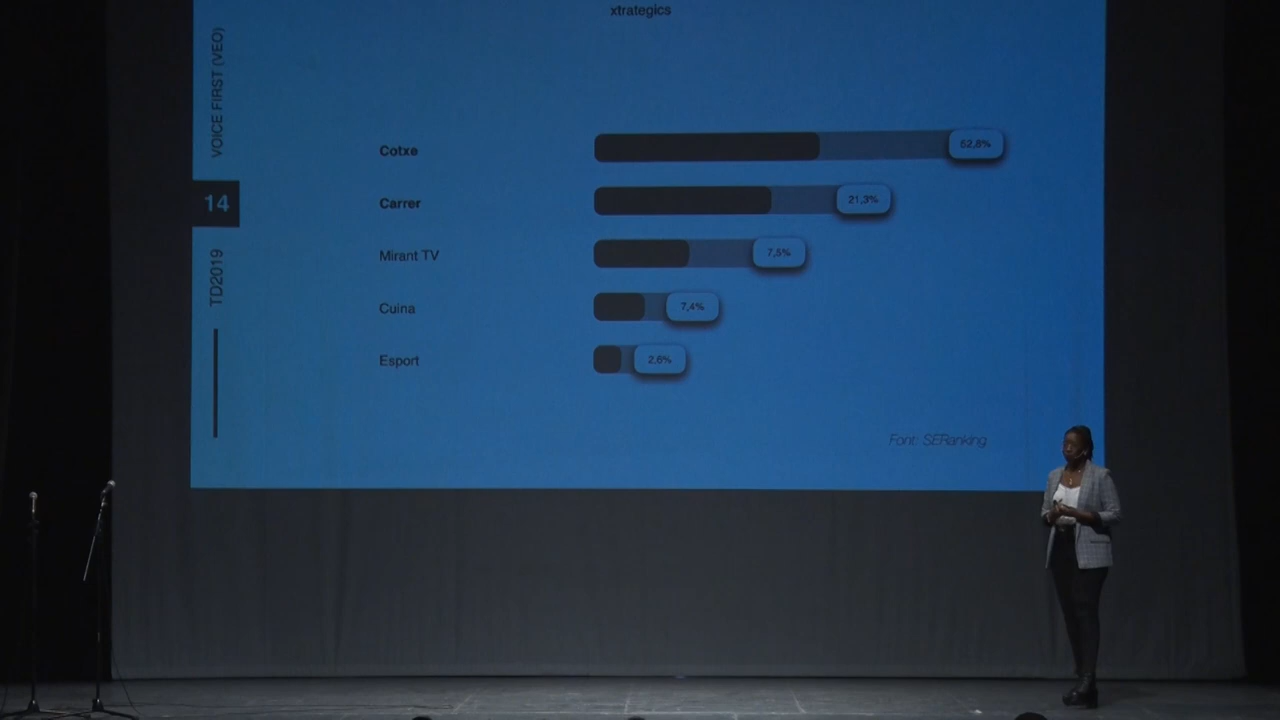 xtrategics
VOICE FIRST (VEO)
14
TD2019
Cotxe
62,8%
Carrer
21,3%
Mirant TV
7,5%
Cuina
7,4%
Esport
2,6%
Font: SERanking